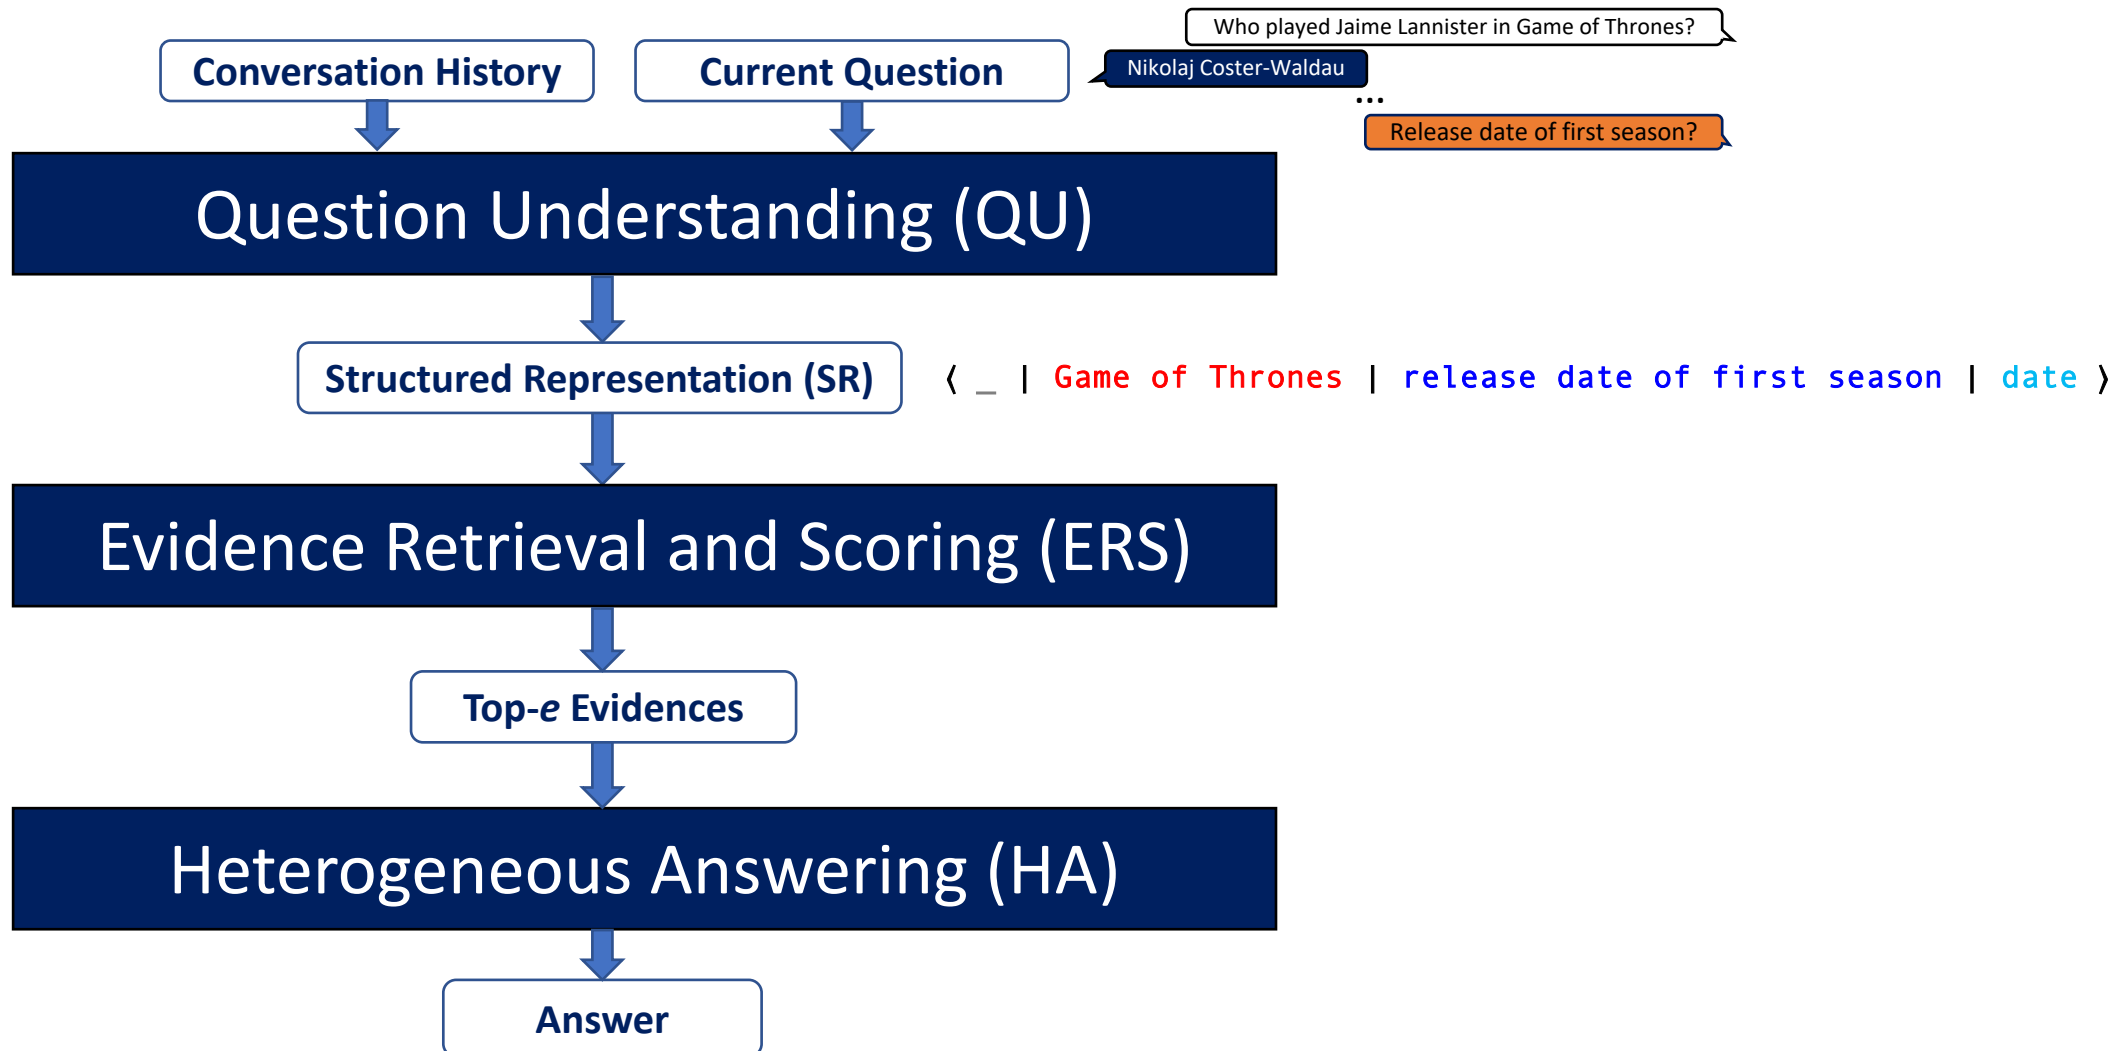 Who played Jaime Lannister in Game of Thrones?
Conversation History
Current Question
Nikolaj Coster-Waldau
...
Release date of first season?
Question Understanding (QU)
Structured Representation (SR)
⟨ _ | Game of Thrones | release date of first season | date ⟩
Evidence Retrieval and Scoring (ERS)
Top-e Evidences
Heterogeneous Answering (HA)
Answer